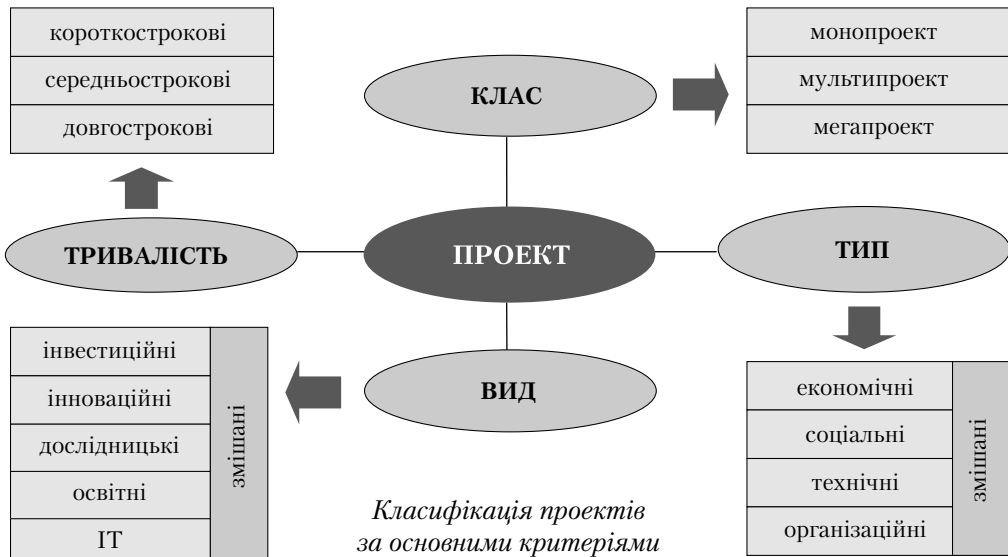 короткострокові
середньострокові
довгострокові
КЛАС
монопроект
мультипроект
мегапроект
ТРИВАЛІСТЬ
ПРОЕКТ
ТИП
інвестиційні
інноваційні
дослідницькі
освітні
ІТ
змішані
ВИД
економічні
соціальні
технічні
організаційні
змішані
Класифікація проектів
за основними критеріями